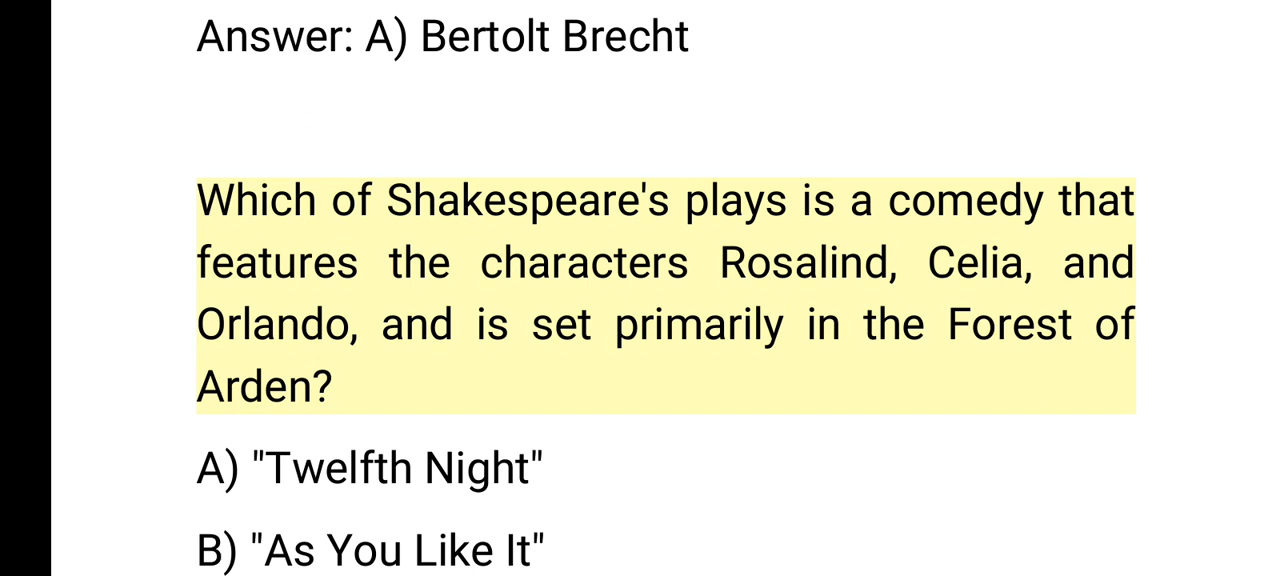 Answer: A) Bertolt Brecht
Which of Shakespeare's plays is a comedy that
features the characters Rosalind, Celia, and
Orlando, and is set primarily in the Forest of
Arden?
A) "Twelfth Night"
B) "As You Like It"